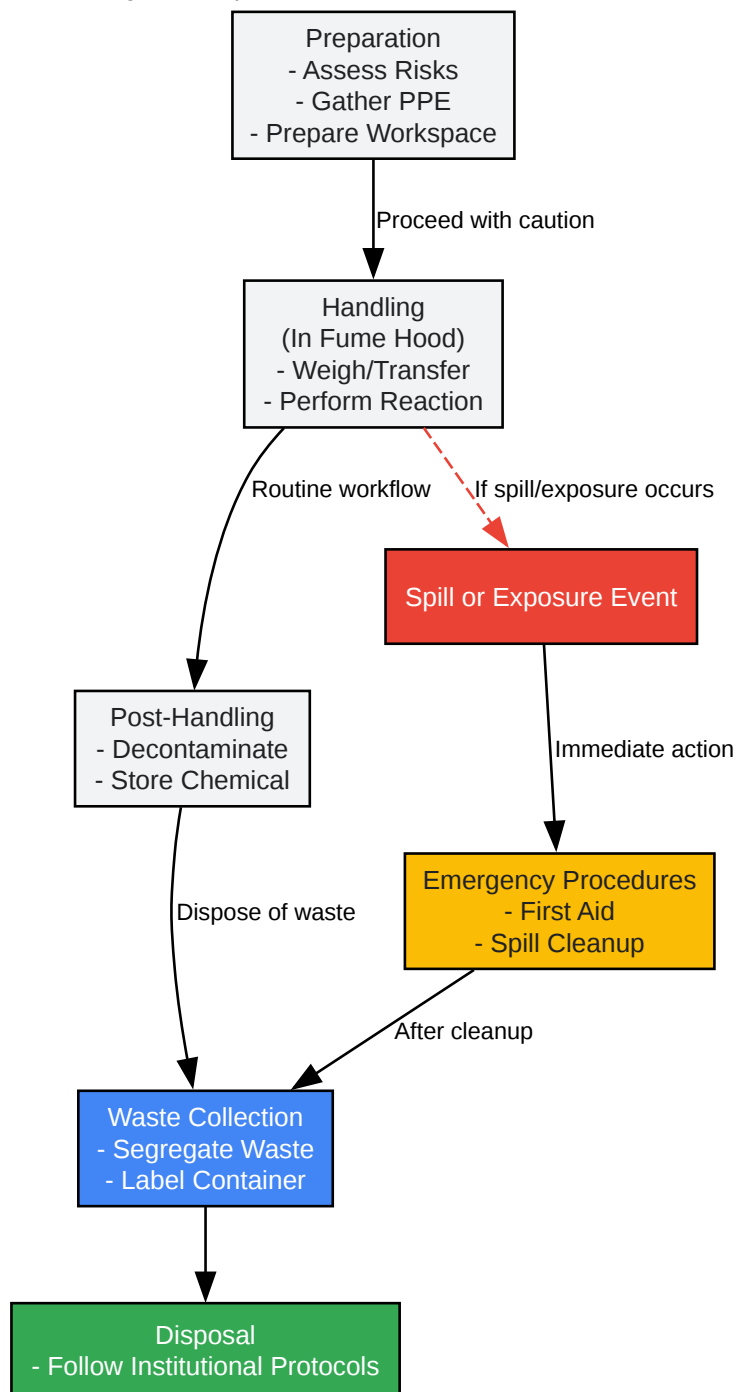 Preparation
- Assess Risks
- Gather PPE
- Prepare Workspace
Proceed with caution
Handling
(In Fume Hood)
- Weigh/Transfer
- Perform Reaction
Routine workflow
If spill/exposure occurs
Spill or Exposure Event
Post-Handling
- Decontaminate
- Store Chemical
Immediate action
Emergency Procedures
- First Aid
- Spill Cleanup
Dispose of waste
After cleanup
Waste Collection
- Segregate Waste
- Label Container
Disposal
- Follow Institutional Protocols